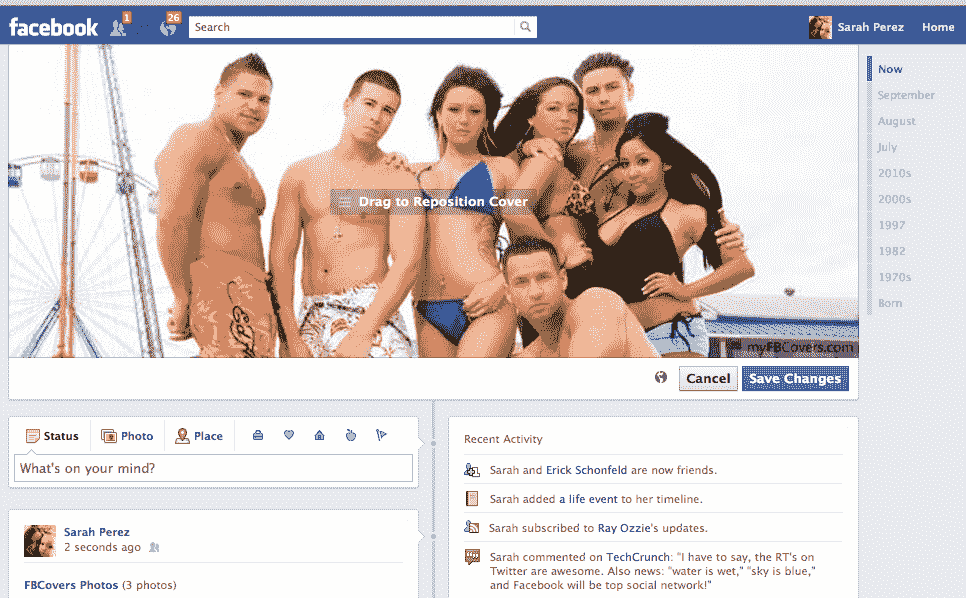 facebook
1
26
Search
Sarah Perez Home
Drag to Reposition Cover
myFBCovers.com
Now
September
August
July
2010s
2000s
1997
1982
1970s
Born
Cancel Save Changes
Status Photo Place
What's on your mind?
Sarah Perez
2 seconds ago
FBCovers Photos (3 photos)
Recent Activity
Sarah and Erick Schonfeld are now friends.
Sarah added a life event to her timeline.
Sarah subscribed to Ray Ozzie's updates.
Sarah commented on TechCrunch: "I have to say, the RT's on
Twitter are awesome. Also news: "water is wet," "sky is blue,"
and Facebook will be top social network!"